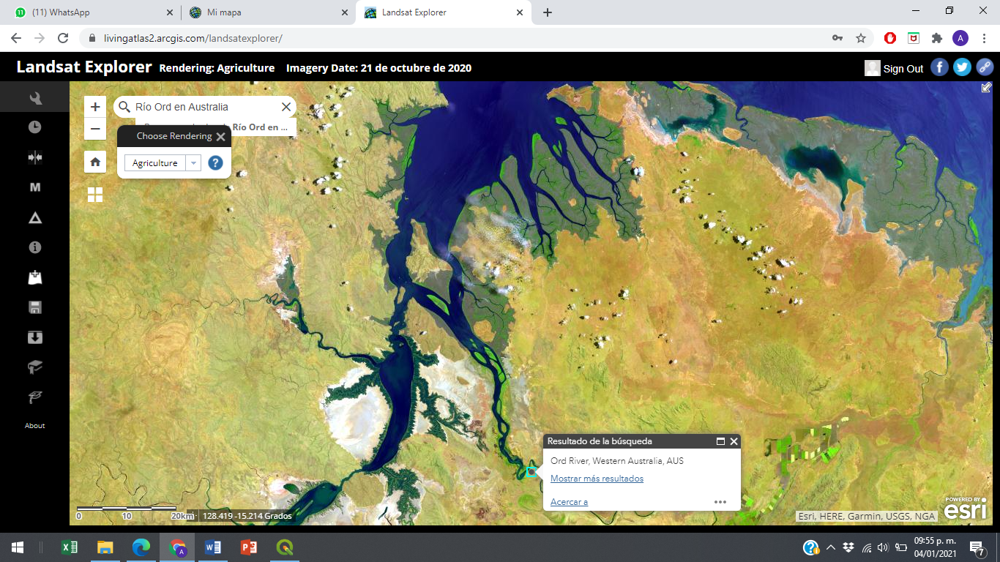 (11) WhatsApp
Mi mapa
Landsat Explorer
livingatlas2.arcgis.com/landsatexplorer/
A
Landsat Explorer
Rendering: Agriculture
Imagery Date: 21 de octubre de 2020
Sign Out
Río Ord en Australia
Río Ord en ...
Choose Rendering
Agriculture
?
M
About
Resultado de la búsqueda
Ord River, Western Australia, AUS
Mostrar más resultados
Acercar a
0 10 20km
128.419 -15.214 Grados
Esri, HERE, Garmin, USGS, NGA
POWERED BY
esri
09:55 p. m.
04/01/2021
7